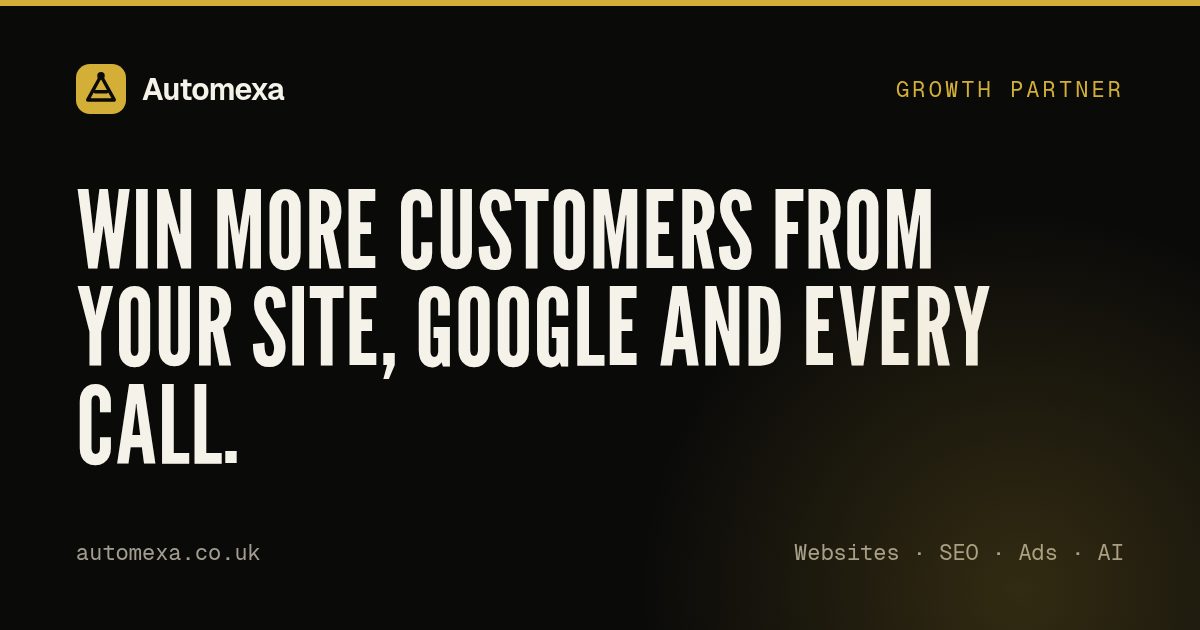 Automexa
GROWTH PARTNER
WIN MORE CUSTOMERS FROM
YOUR SITE, GOOGLE AND EVERY
CALL.
automexa.co.uk
Websites · SEO · Ads · AI